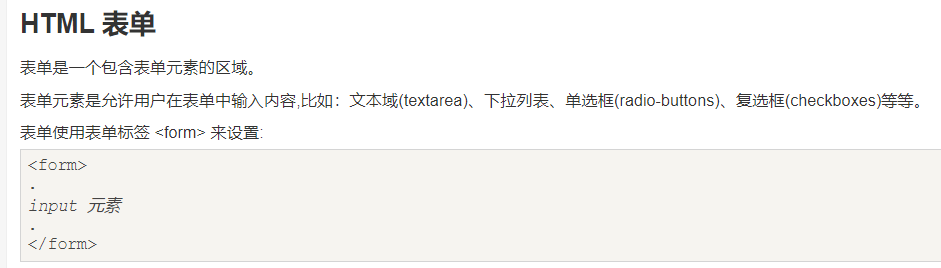 HTML 表单
表单是一个包含表单元素的区域。
表单元素是允许用户在表单中输入内容,比如：文本域(textarea)、下拉列表、单选框(radio-buttons)、复选框(checkboxes)等等。
表单使用表单标签 <form> 来设置:
<form>
.
input 元素
.
</form>